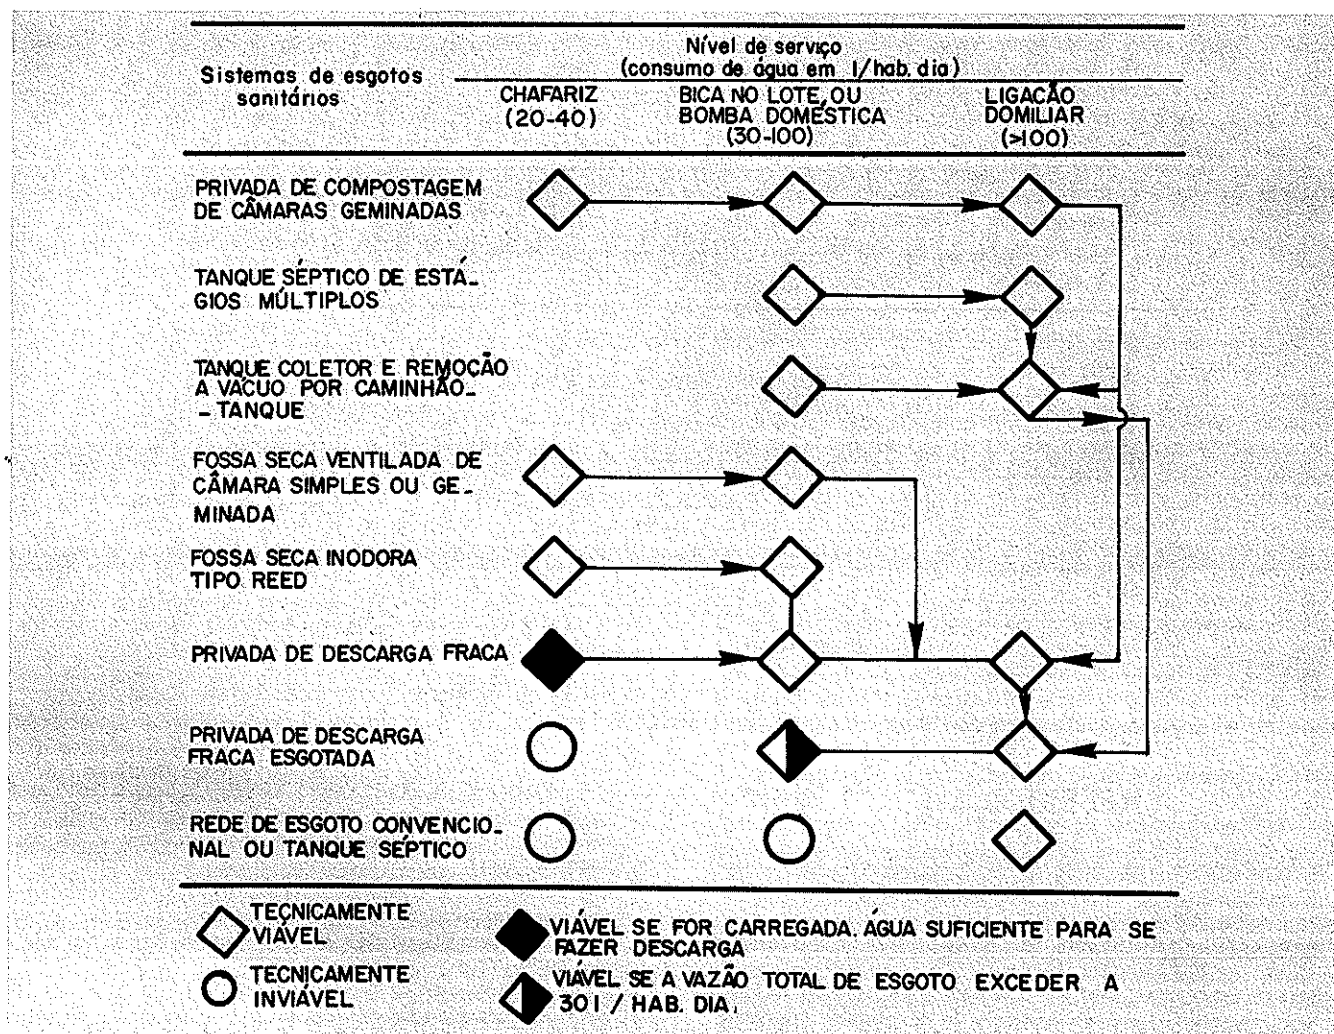 Sistemas de esgotos
sanitários
Nível de serviço
(consumo de água em l/hab. dia)
CHAFARIZ
(20-40)
BICA NO LOTE, OU
BOMBA DOMÉSTICA
(30-100)
LIGAÇÃO
DOMILIAR
(>100)
PRIVADA DE COMPOSTAGEM
DE CÂMARAS GEMINADAS
TANQUE SÉPTICO DE ESTÁ-
GIOS MÚLTIPLOS
TANQUE COLETOR E REMOÇÃO
A VÁCUO POR CAMINHÃO-
- TANQUE
FOSSA SECA VENTILADA DE
CÂMARA SIMPLES OU GE-
MINADA
FOSSA SECA INODORA
TIPO REED
PRIVADA DE DESCARGA FRACA
PRIVADA DE DESCARGA
FRACA ESGOTADA
REDE DE ESGOTO CONVENCIO-
NAL OU TANQUE SÉPTICO
TECNICAMENTE
VIÁVEL
TECNICAMENTE
INVIÁVEL
VIÁVEL SE FOR CARREGADA ÁGUA SUFICIENTE PARA SE
FAZER DESCARGA
VIÁVEL SE A VAZÃO TOTAL DE ESGOTO EXCEDER A
30 l / HAB. DIA.